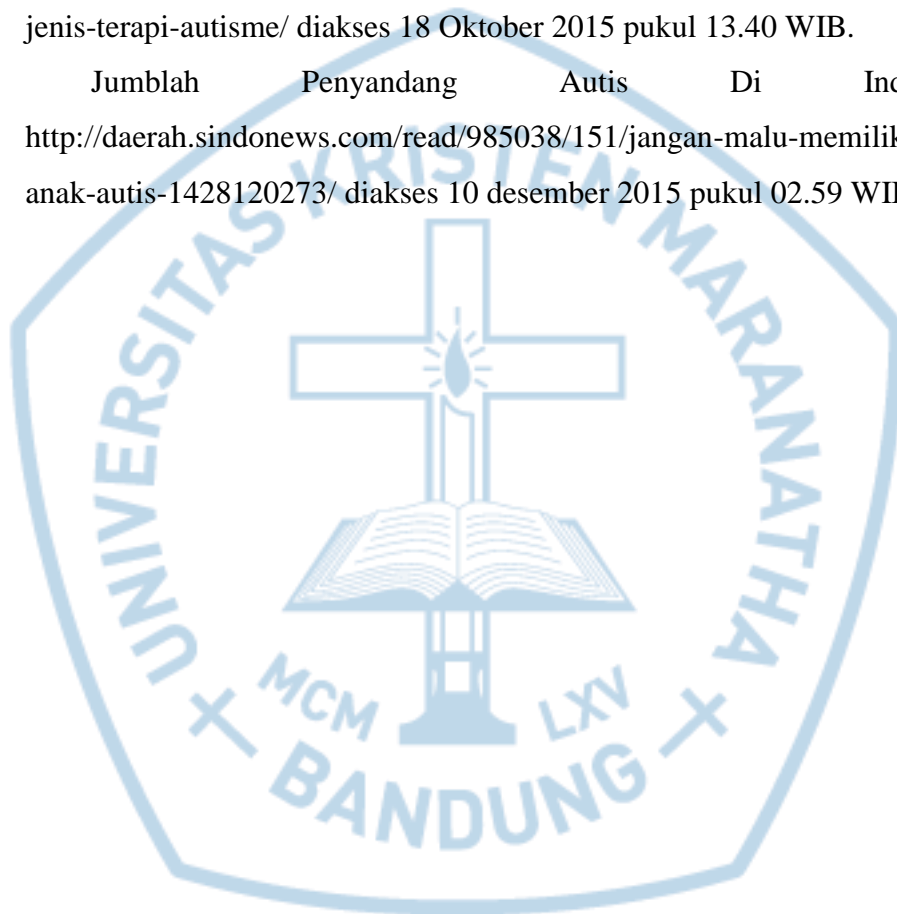 jenis-terapi-autisme/ diakses 18 Oktober 2015 pukul 13.40 WIB.
Jumblah Penyandang Autis Di
http://daerah.sindonews.com/read/985038/151/jangan-malu-memilik
anak-autis-1428120273/ diakses 10 desember 2015 pukul 02.59
UNIVERSITAS KRISTEN MARANATHA
MCM LXV
BANDUNG